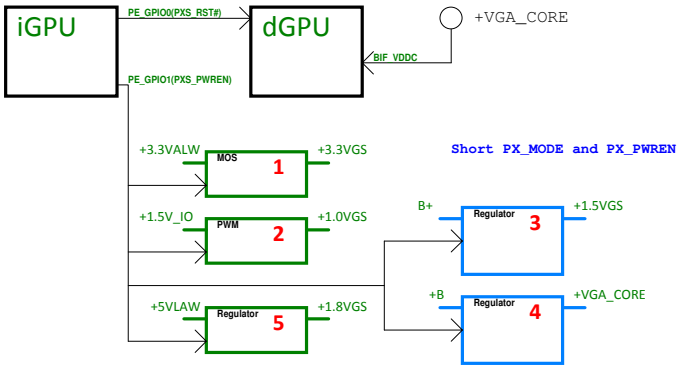 iGPU
PE_GPIO0(PXS_RST#)
dGPU
+VGA_CORE
BIF_VDDC
PE_GPIO1(PXS_PWREN)
+3.3VALW
MOS
1
+3.3VGS
Short PX_MODE and PX_PWREN
+1.5V_IO
PWM
2
+1.0VGS
B+
Regulator
3
+1.5VGS
+5VLAW
Regulator
5
+1.8VGS
+B
Regulator
4
+VGA_CORE